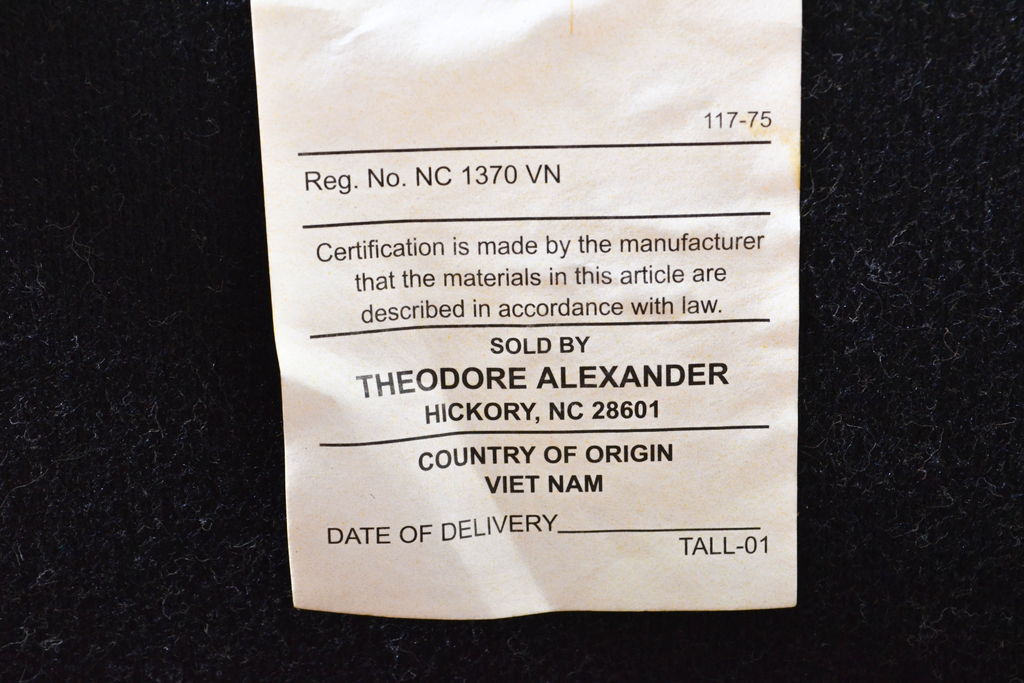 117-75
Reg. No. NC 1370 VN
Certification is made by the manufacturer
that the materials in this article are
described in accordance with law.
SOLD BY
THEODORE ALEXANDER
HICKORY, NC 28601
COUNTRY OF ORIGIN
VIET NAM
DATE OF DELIVERY
TALL-01